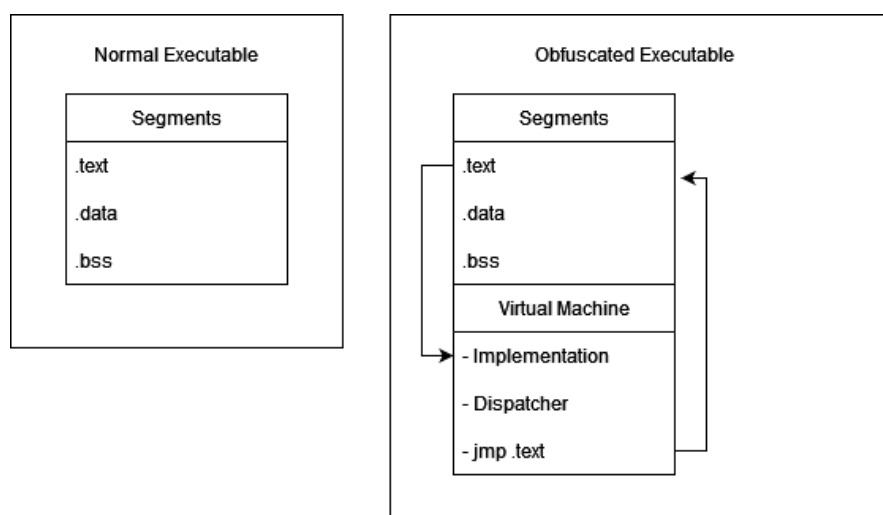 Normal Executable
Segments
.text
.data
.bss
Obfuscated Executable
Segments
.text
.data
.bss
Virtual Machine
- Implementation
- Dispatcher
- jmp .text